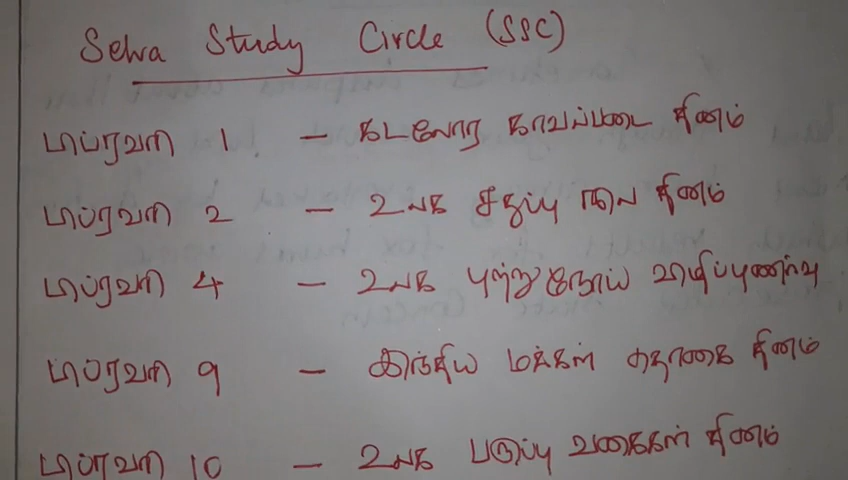 Selva Study Circle (SSC)
பிப்ரவரி 1 – கடலோர காவல்படை தினம்
பிப்ரவரி 2 – உலக சதுப்பு நில தினம்
பிப்ரவரி 4 – உலக புற்றுநோய் விழிப்புணர்வு
பிப்ரவரி 9 – இந்திய மக்கள் தொகை தினம்
பிப்ரவரி 10 – உலக பருப்பு வகைகள் தினம்